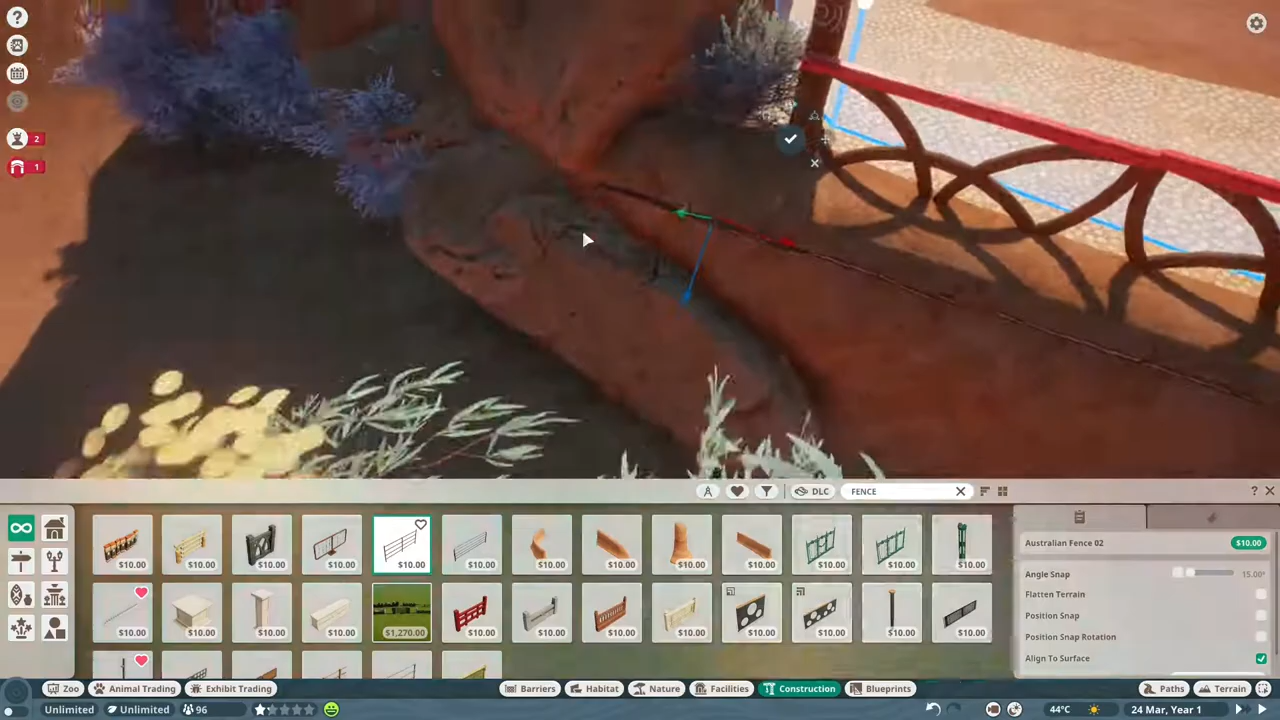 ?
2
1
DLC
FENCE
? ×
$10.00 $10.00 $10.00 $10.00 $10.00 $10.00 $10.00 $10.00 $10.00 $10.00 $10.00 $10.00 $10.00
$10.00 $10.00 $10.00 $10.00 $1,270.00 $10.00 $10.00 $10.00 $10.00 $10.00 $10.00 $10.00 $10.00
Australian Fence 02 $10.00
Angle Snap 15.00°
Flatten Terrain
Position Snap
Position Snap Rotation
Align To Surface
Zoo Animal Trading Exhibit Trading Barriers Habitat Nature Facilities Construction Blueprints Paths Terrain
Unlimited Unlimited 96 44°C 24 Mar, Year 1